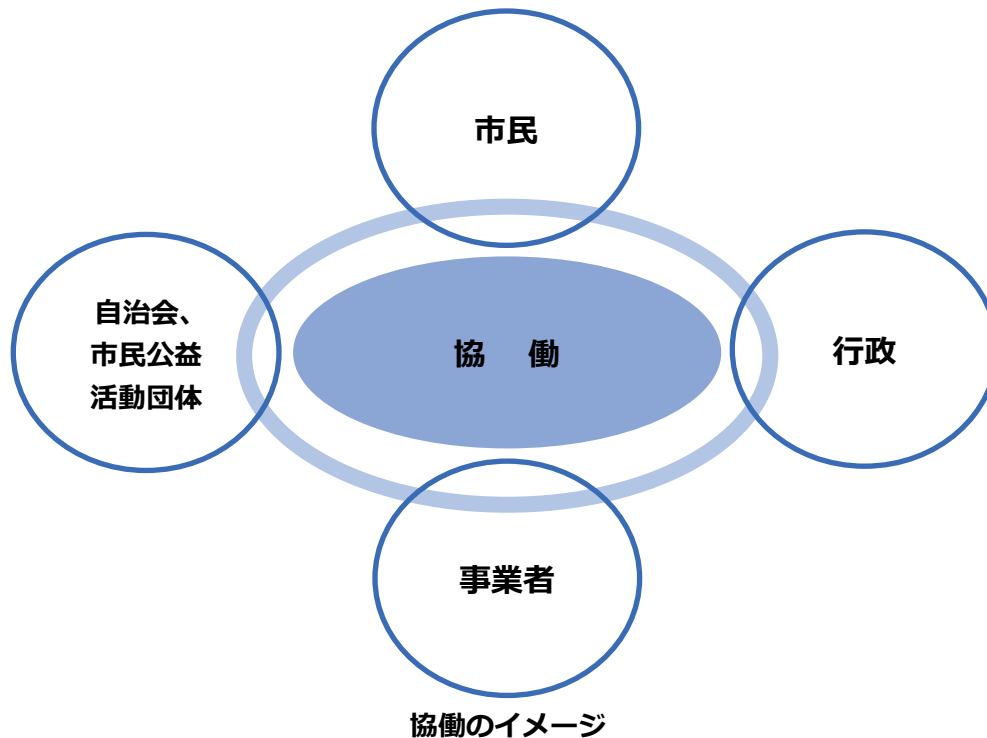 市民
自治会、
市民公益
活動団体
協　働
行政
事業者
協働のイメージ